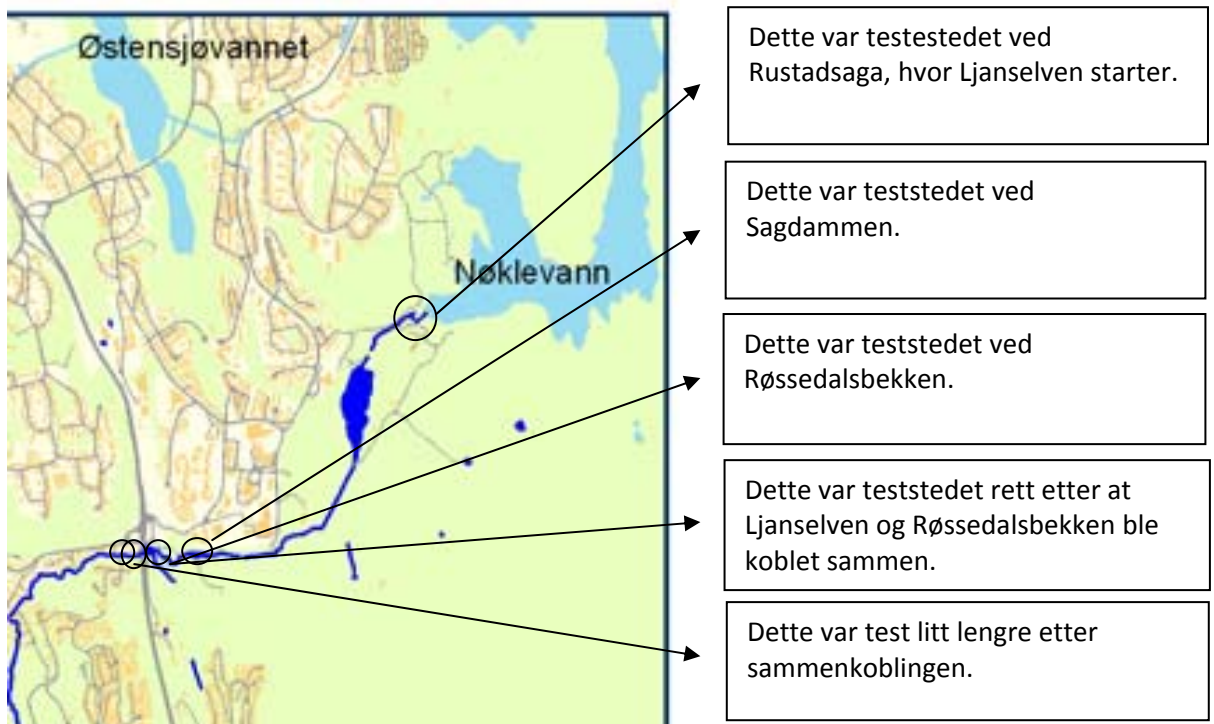 Østensjøvannet
Nøklevann
Dette var testestedet ved
Rustadsaga, hvor Ljanselven starter.
Dette var teststedet ved
Sagdammen.
Dette var teststedet ved
Røssedalsbekken.
Dette var teststedet rett etter at
Ljanselven og Røssedalsbekken ble
koblet sammen.
Dette var test litt lengre etter
sammenkoblingen.